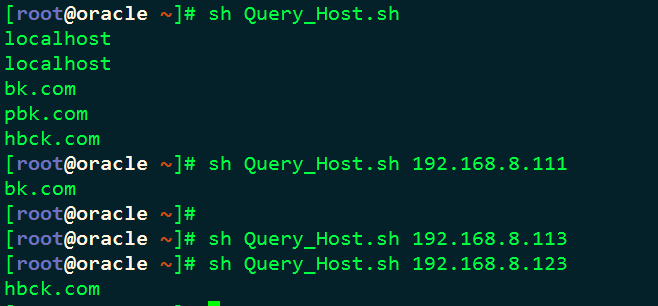 [root@oracle ~]# sh Query_Host.sh
localhost
localhost
bk.com
pbk.com
hbck.com
[root@oracle ~]# sh Query_Host.sh 192.168.8.111
bk.com
[root@oracle ~]#
[root@oracle ~]# sh Query_Host.sh 192.168.8.113
[root@oracle ~]# sh Query_Host.sh 192.168.8.123
hbck.com